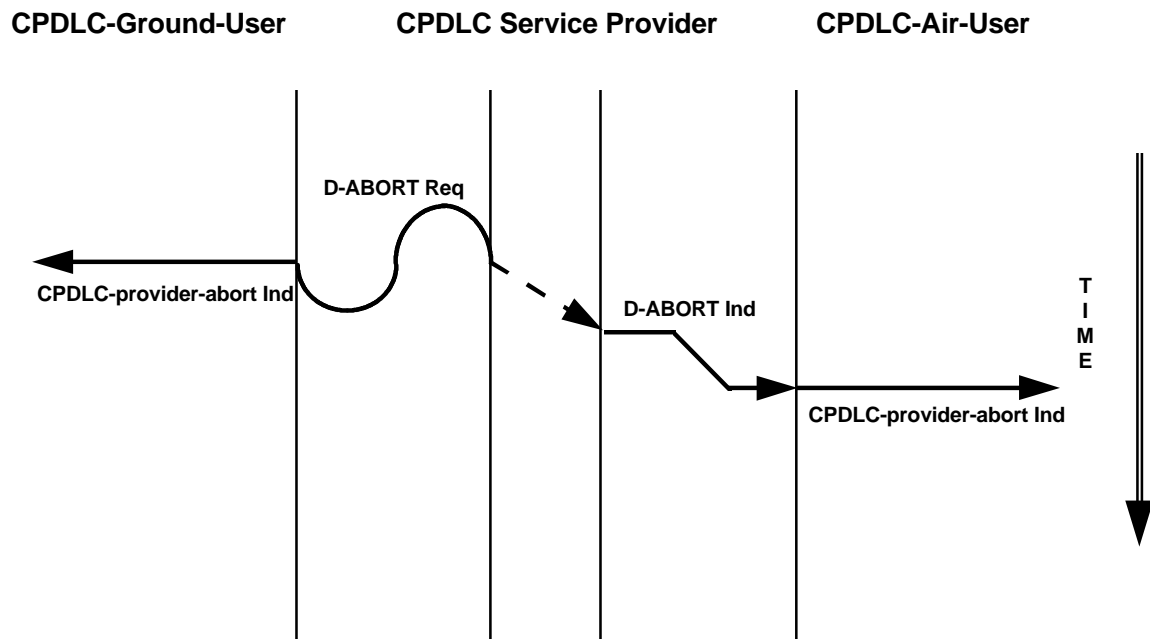 CPDLC-Ground-User
CPDLC Service Provider
CPDLC-Air-User
D-ABORT Req
CPDLC-provider-abort Ind
D-ABORT Ind
CPDLC-provider-abort Ind
T
I
M
E